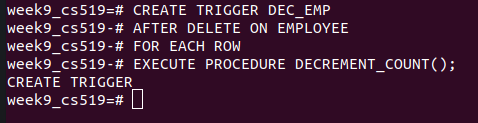 week9_cs519=# CREATE TRIGGER DEC_EMP
week9_cs519-# AFTER DELETE ON EMPLOYEE
week9_cs519-# FOR EACH ROW
week9_cs519-# EXECUTE PROCEDURE DECREMENT_COUNT();
CREATE TRIGGER
week9_cs519=#